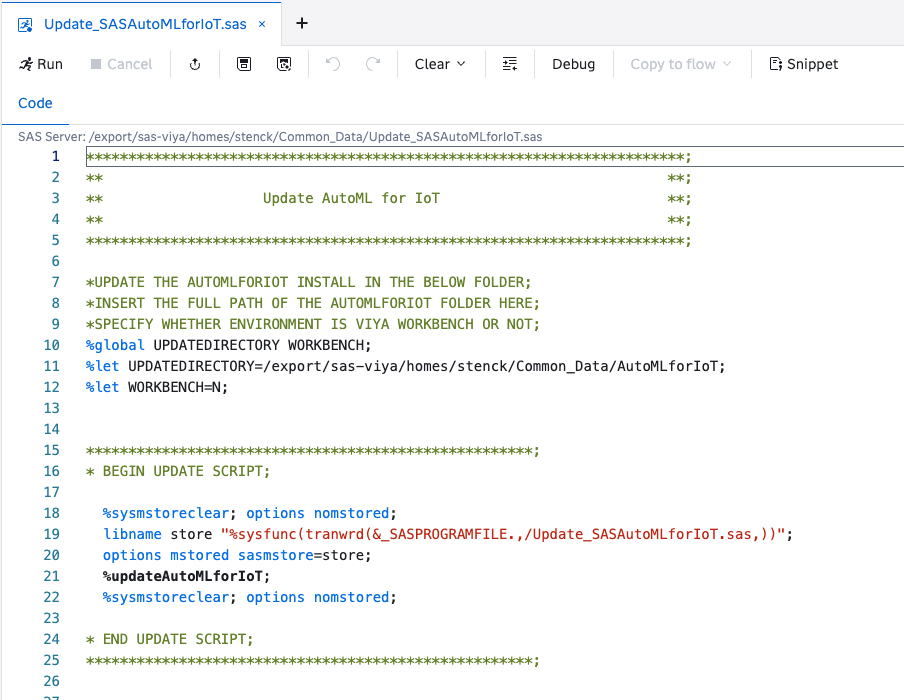 Update_SASAutoMLforIoT.sas × +
Run Cancel Clear Debug Copy to flow Snippet
Code
SAS Server: /export/sas-viya/homes/stenck/Common_Data/Update_SASAutoMLforIoT.sas
1 ***********************************************************************;
2 ** **;
3 ** Update AutoML for IoT **;
4 ** **;
5 ***********************************************************************;
6
7 *UPDATE THE AUTOMLFORIOT INSTALL IN THE BELOW FOLDER;
8 *INSERT THE FULL PATH OF THE AUTOMLFORIOT FOLDER HERE;
9 *SPECIFY WHETHER ENVIRONMENT IS VIYA WORKBENCH OR NOT;
10 %global UPDATEDIRECTORY WORKBENCH;
11 %let UPDATEDIRECTORY=/export/sas-viya/homes/stenck/Common_Data/AutoMLforIoT;
12 %let WORKBENCH=N;
13
14
15 *****************************************************;
16 * BEGIN UPDATE SCRIPT;
17
18 %sysmstoreclear; options nomstored;
19 libname store "%sysfunc(tranwrd(&_SASPROGRAMFILE.,/Update_SASAutoMLforIoT.sas,))";
20 options mstored sasmstore=store;
21 %updateAutoMLforIoT;
22 %sysmstoreclear; options nomstored;
23
24 * END UPDATE SCRIPT;
25 *****************************************************;
26
27